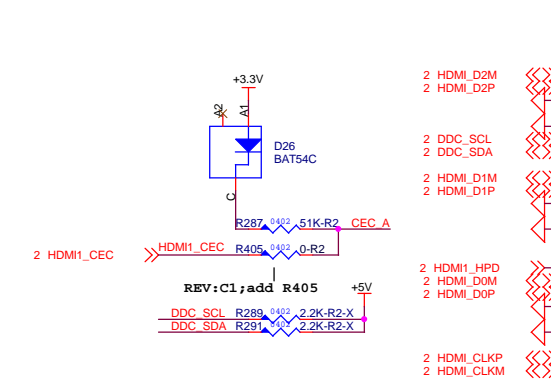 +3.3V
A2
A1
D26
BAT54C
C
R287 0402 51K-R2 CEC_A
2 HDMI1_CEC HDMI1_CEC R405 0402 0-R2
REV:C1;add R405
+5V
DDC_SCL R289 0402 2.2K-R2-X
DDC_SDA R291 0402 2.2K-R2-X
2 HDMI_D2M
2 HDMI_D2P
2 DDC_SCL
2 DDC_SDA
2 HDMI_D1M
2 HDMI_D1P
2 HDMI1_HPD
2 HDMI_D0M
2 HDMI_D0P
2 HDMI_CLKP
2 HDMI_CLKM